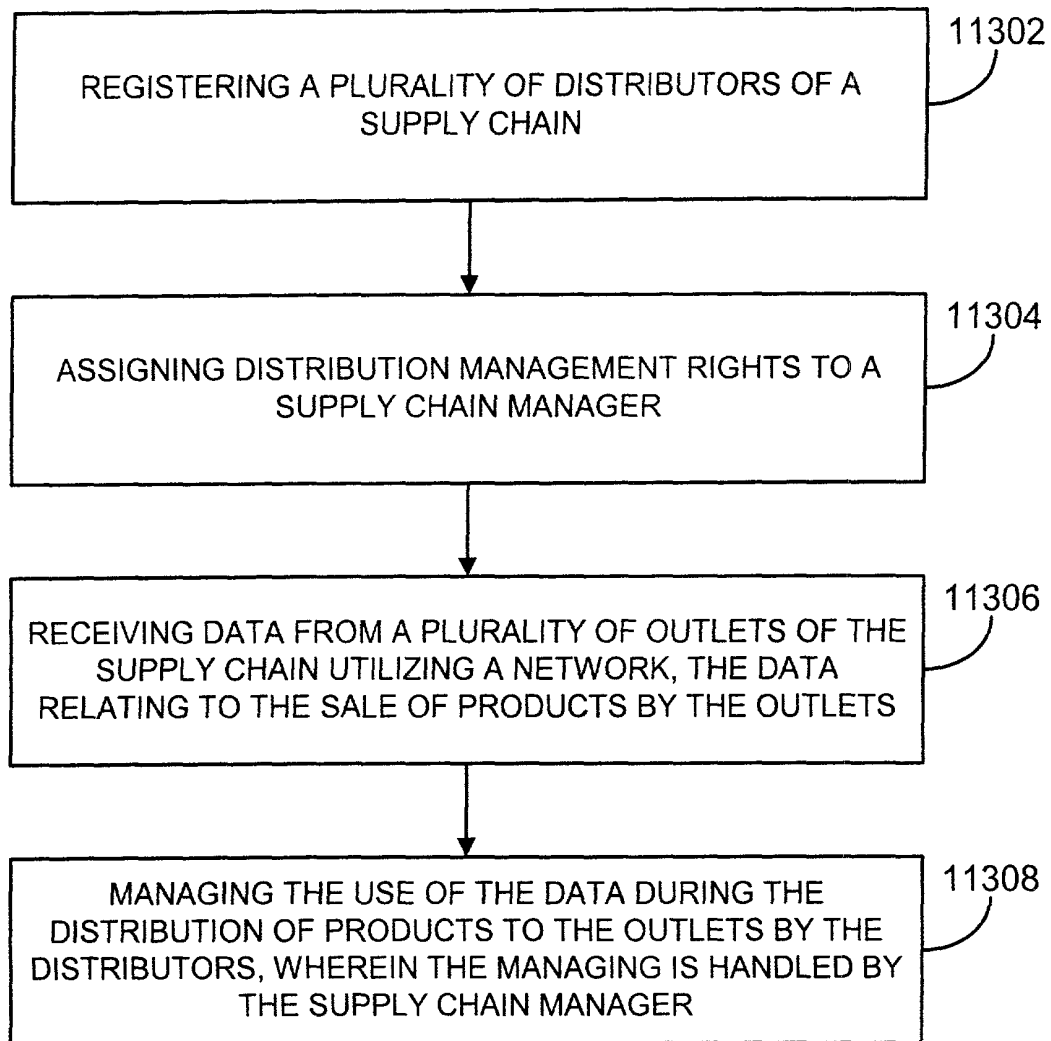 11302
REGISTERING A PLURALITY OF DISTRIBUTORS OF A
SUPPLY CHAIN
11304
ASSIGNING DISTRIBUTION MANAGEMENT RIGHTS TO A
SUPPLY CHAIN MANAGER
11306
RECEIVING DATA FROM A PLURALITY OF OUTLETS OF THE
SUPPLY CHAIN UTILIZING A NETWORK, THE DATA
RELATING TO THE SALE OF PRODUCTS BY THE OUTLETS
11308
MANAGING THE USE OF THE DATA DURING THE
DISTRIBUTION OF PRODUCTS TO THE OUTLETS BY THE
DISTRIBUTORS, WHEREIN THE MANAGING IS HANDLED BY
THE SUPPLY CHAIN MANAGER